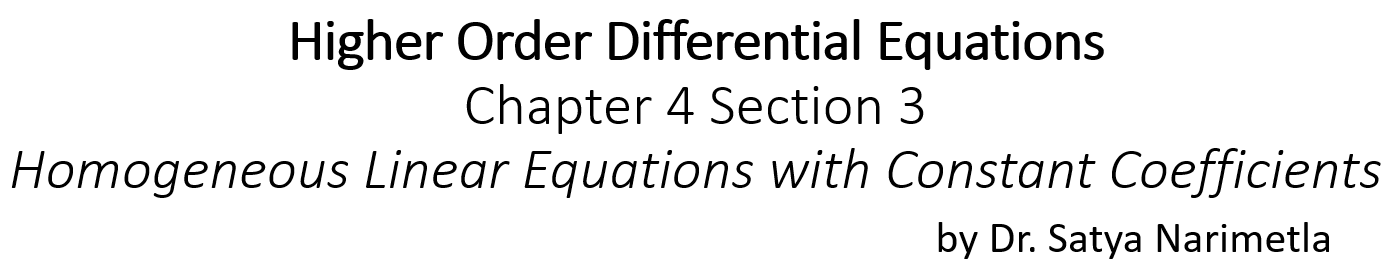 Higher Order Differential Equations
Chapter 4 Section 3
Homogeneous Linear Equations with Constant Coefficients
by Dr. Satya Narimetla